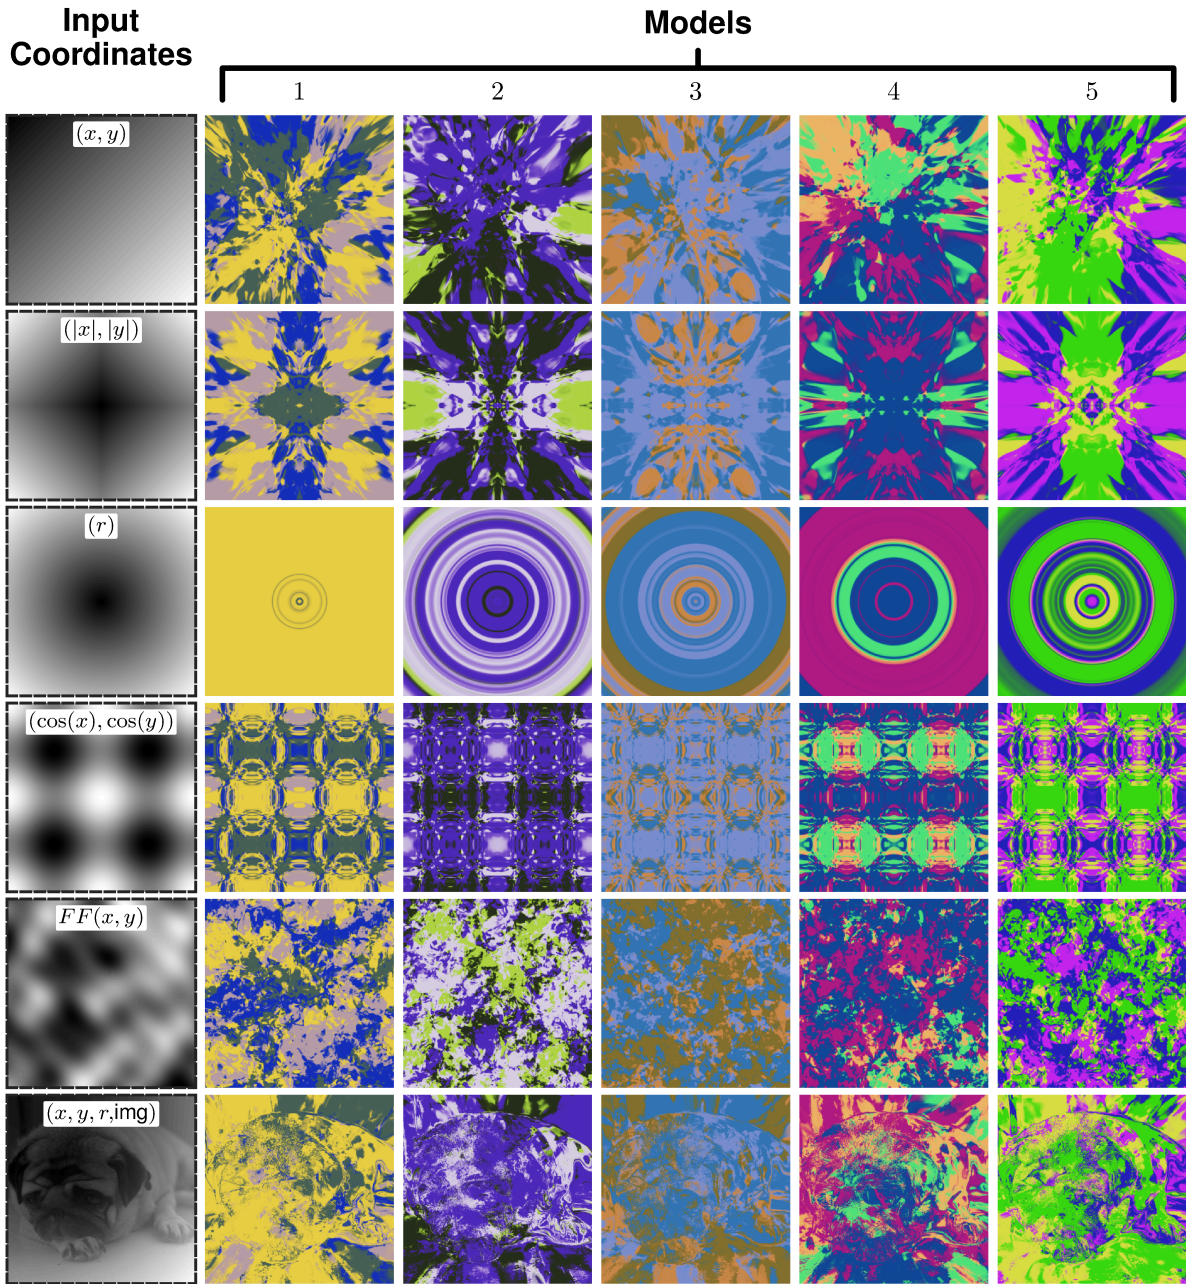 Input
Coordinates
Models
1 2 3 4 5
(x, y)
(|x|, |y|)
(r)
(cos(x), cos(y))
FF(x, y)
(x, y, r,img)